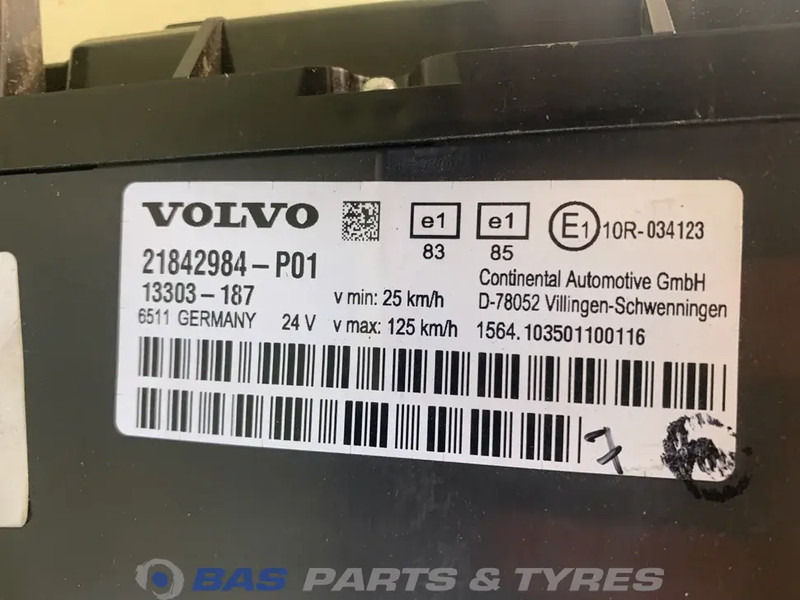 VOLVO
e1 e1 E1 10R-034123
83 85
21842984-P01
13303-187
6511 GERMANY 24 V
v min: 25 km/h
v max: 125 km/h
Continental Automotive GmbH
D-78052 Villingen-Schwenningen
1564.103501100116
7
BAS PARTS & TYRES